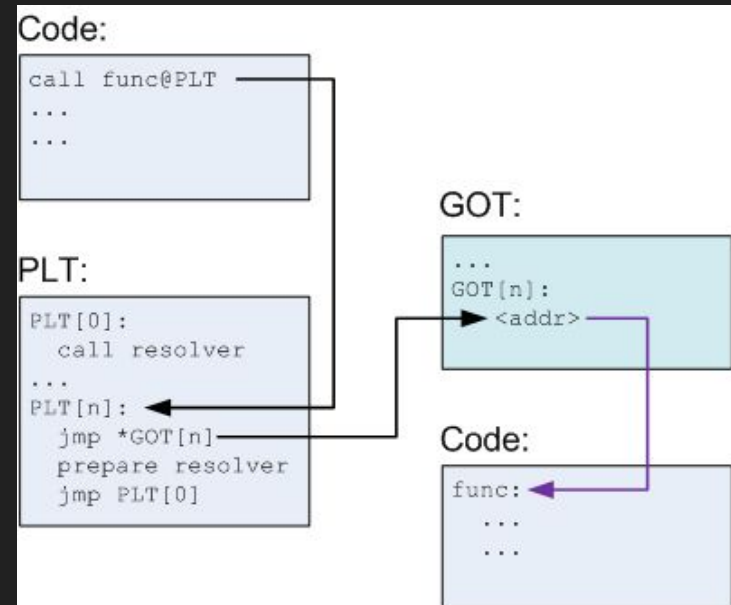 Code:
call func@PLT
...
...
PLT:
PLT[0]:
call resolver
...
PLT[n]:
jmp *GOT[n]
prepare resolver
jmp PLT[0]
GOT:
...
GOT[n]:
<addr>
Code:
func:
...
...